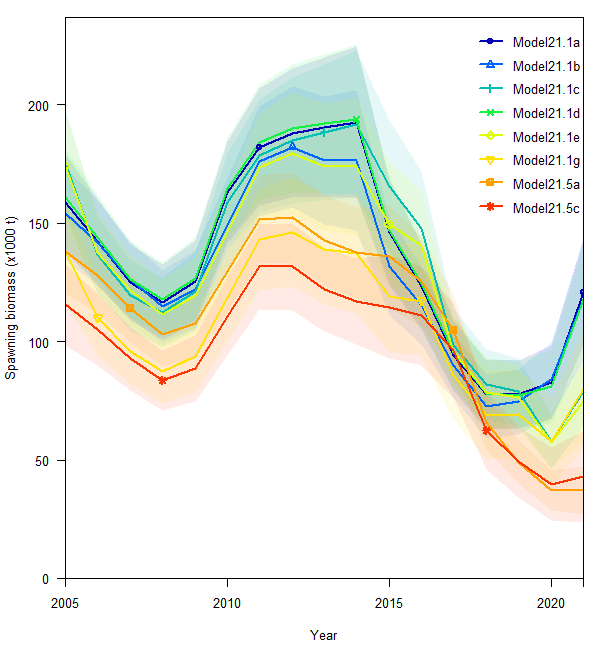 Model21.1a
Model21.1b
Model21.1c
Model21.1d
Model21.1e
Model21.1g
Model21.5a
Model21.5c
Spawning biomass (x1000 t)
200
150
100
50
0
2005 2010 2015 2020
Year